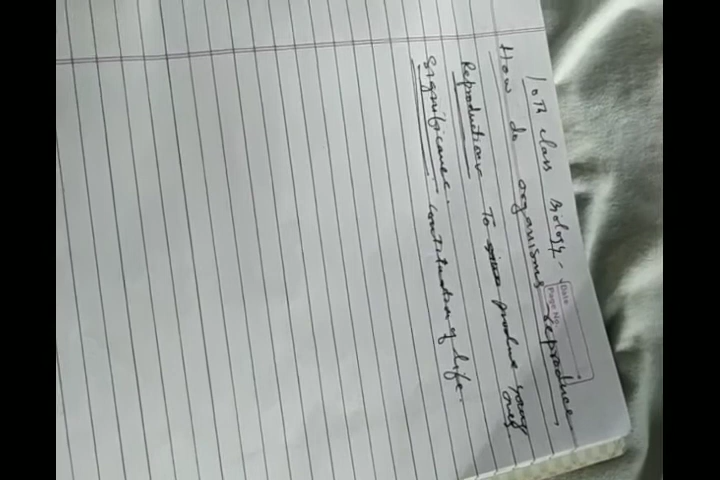 Date
Page No.
10th class Biology -
How do organisms reproduce
Reproduction To produce young ones.
Significance. continuation of life.